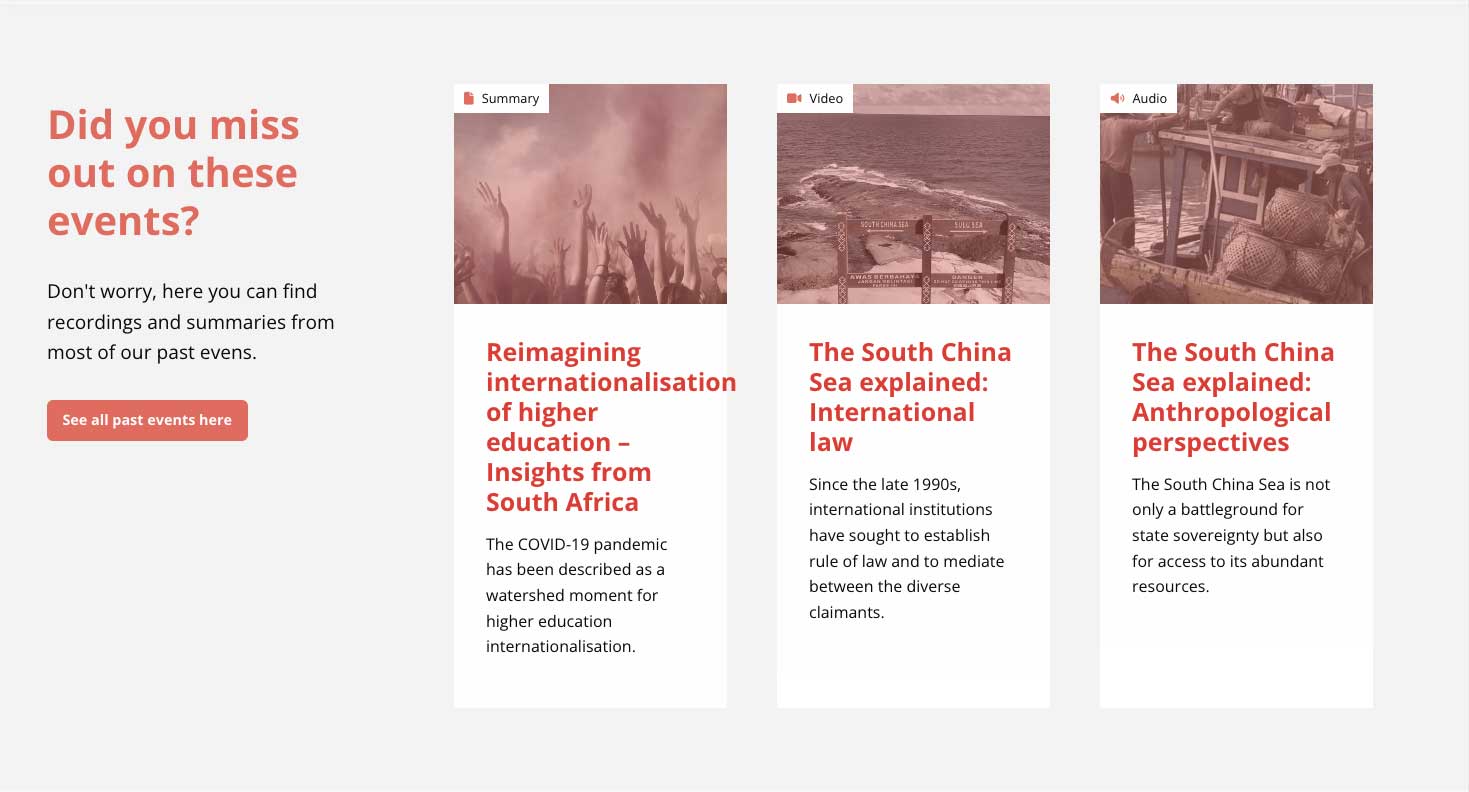 Did you miss
out on these
events?
Don't worry, here you can find
recordings and summaries from
most of our past evens.
See all past events here
Summary
Reimagining
internationalisation
of higher
education –
Insights from
South Africa
The COVID-19 pandemic
has been described as a
watershed moment for
higher education
internationalisation.
Video
SOUTH CHINA SEA
SULU SEA
AWAS BERBAHAYA
DANGER
The South China
Sea explained:
International
law
Since the late 1990s,
international institutions
have sought to establish
rule of law and to mediate
between the diverse
claimants.
Audio
The South China
Sea explained:
Anthropological
perspectives
The South China Sea is not
only a battleground for
state sovereignty but also
for access to its abundant
resources.